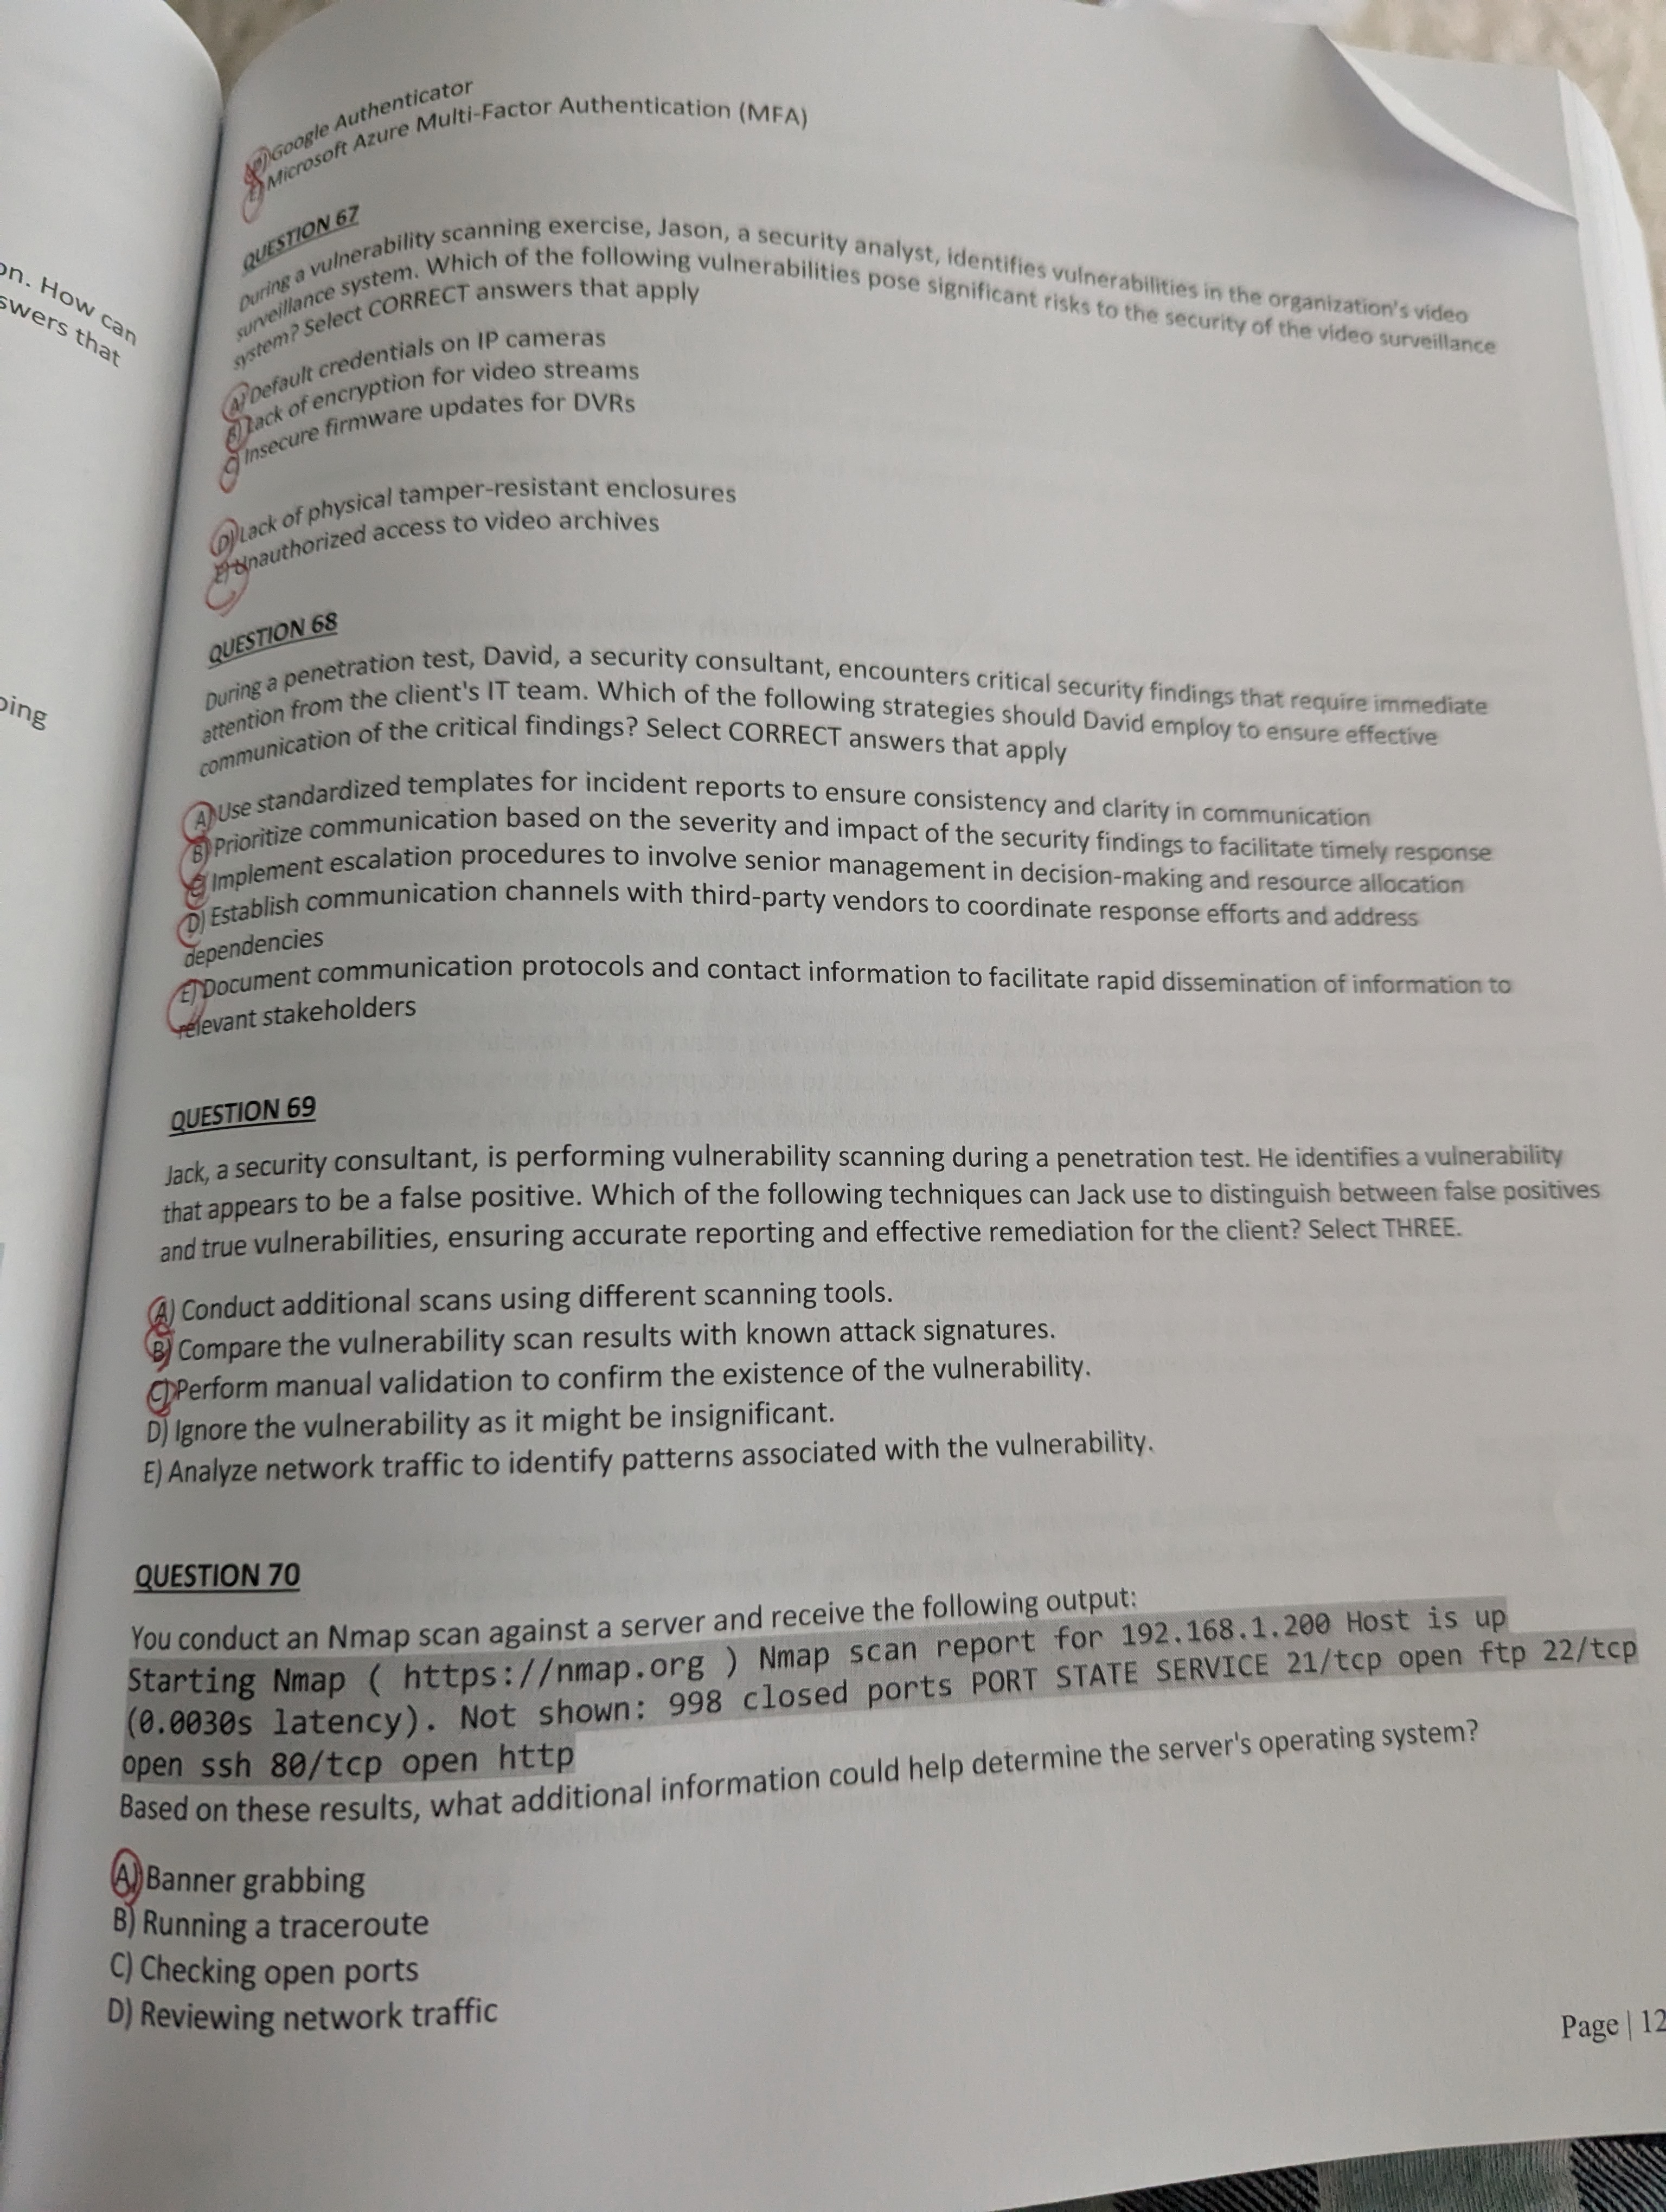 on. How can
swers that
ping
D) Google Authenticator
E) Microsoft Azure Multi-Factor Authentication (MFA)
QUESTION 67
During a vulnerability scanning exercise, Jason, a security analyst, identifies vulnerabilities in the organization's video
surveillance system. Which of the following vulnerabilities pose significant risks to the security of the video surveillance
system? Select CORRECT answers that apply
A) Default credentials on IP cameras
B) Lack of encryption for video streams
C) Insecure firmware updates for DVRs
D) Lack of physical tamper-resistant enclosures
E) Unauthorized access to video archives
QUESTION 68
During a penetration test, David, a security consultant, encounters critical security findings that require immediate
attention from the client's IT team. Which of the following strategies should David employ to ensure effective
communication of the critical findings? Select CORRECT answers that apply
A) Use standardized templates for incident reports to ensure consistency and clarity in communication
B) Prioritize communication based on the severity and impact of the security findings to facilitate timely response
C) Implement escalation procedures to involve senior management in decision-making and resource allocation
D) Establish communication channels with third-party vendors to coordinate response efforts and address
dependencies
E) Document communication protocols and contact information to facilitate rapid dissemination of information to
relevant stakeholders
QUESTION 69
Jack, a security consultant, is performing vulnerability scanning during a penetration test. He identifies a vulnerability
that appears to be a false positive. Which of the following techniques can Jack use to distinguish between false positives
and true vulnerabilities, ensuring accurate reporting and effective remediation for the client? Select THREE.
A) Conduct additional scans using different scanning tools.
B) Compare the vulnerability scan results with known attack signatures.
C) Perform manual validation to confirm the existence of the vulnerability.
D) Ignore the vulnerability as it might be insignificant.
E) Analyze network traffic to identify patterns associated with the vulnerability.
QUESTION 70
You conduct an Nmap scan against a server and receive the following output:
Starting Nmap ( https://nmap.org ) Nmap scan report for 192.168.1.200 Host is up
(0.0030s latency). Not shown: 998 closed ports PORT STATE SERVICE 21/tcp open ftp 22/tcp
open ssh 80/tcp open http
Based on these results, what additional information could help determine the server's operating system?
A) Banner grabbing
B) Running a traceroute
C) Checking open ports
D) Reviewing network traffic
Page | 12